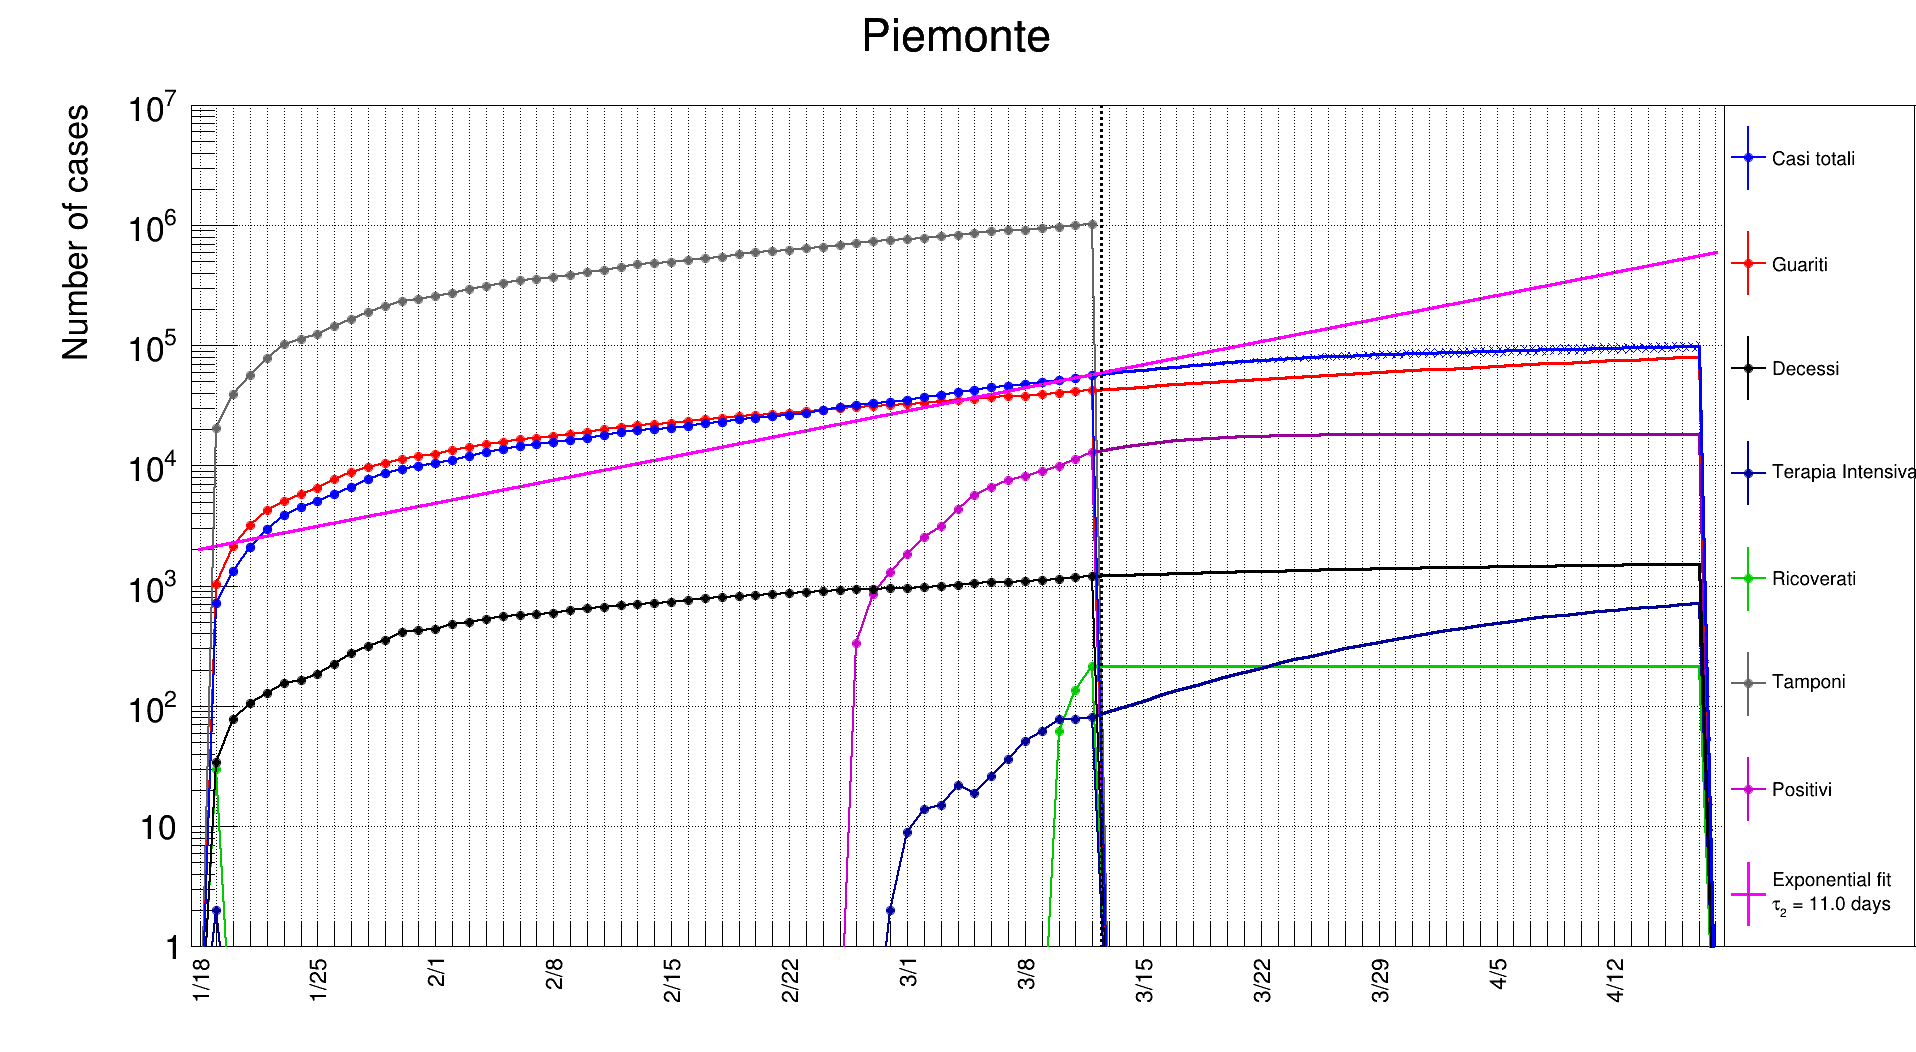 Piemonte
Number of cases
10^7
10^6
10^5
10^4
10^3
10^2
10
1
1/18
1/25
2/1
2/8
2/15
2/22
3/1
3/8
3/15
3/22
3/29
4/5
4/12
Casi totali
Guariti
Decessi
Terapia Intensiva
Ricoverati
Tamponi
Positivi
Exponential fit
τ₂ = 11.0 days